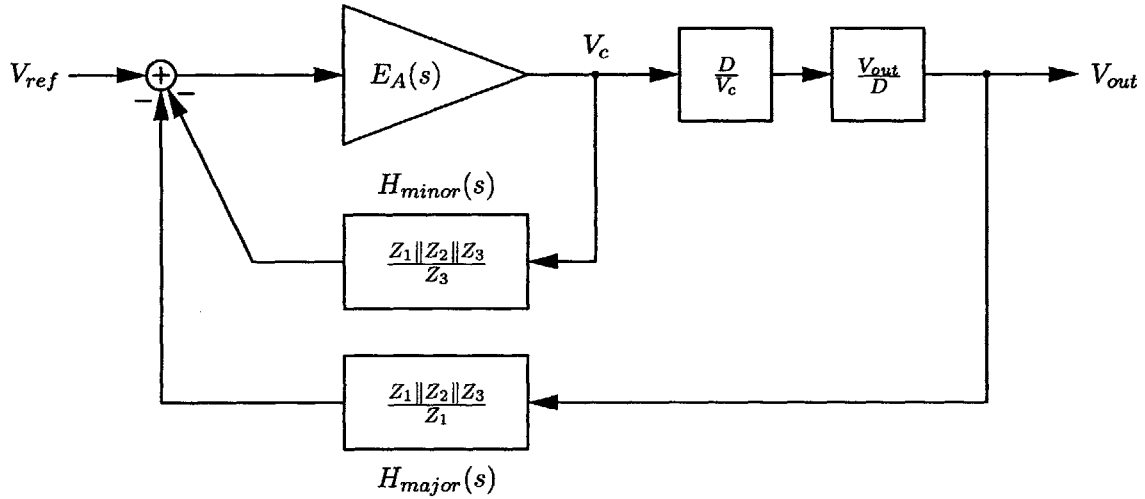 V_c
V_ref
+
−
−
E_A(s)
D/V_c
V_out/D
V_out
H_minor(s)
Z_1∥Z_2∥Z_3/Z_3
Z_1∥Z_2∥Z_3/Z_1
H_major(s)